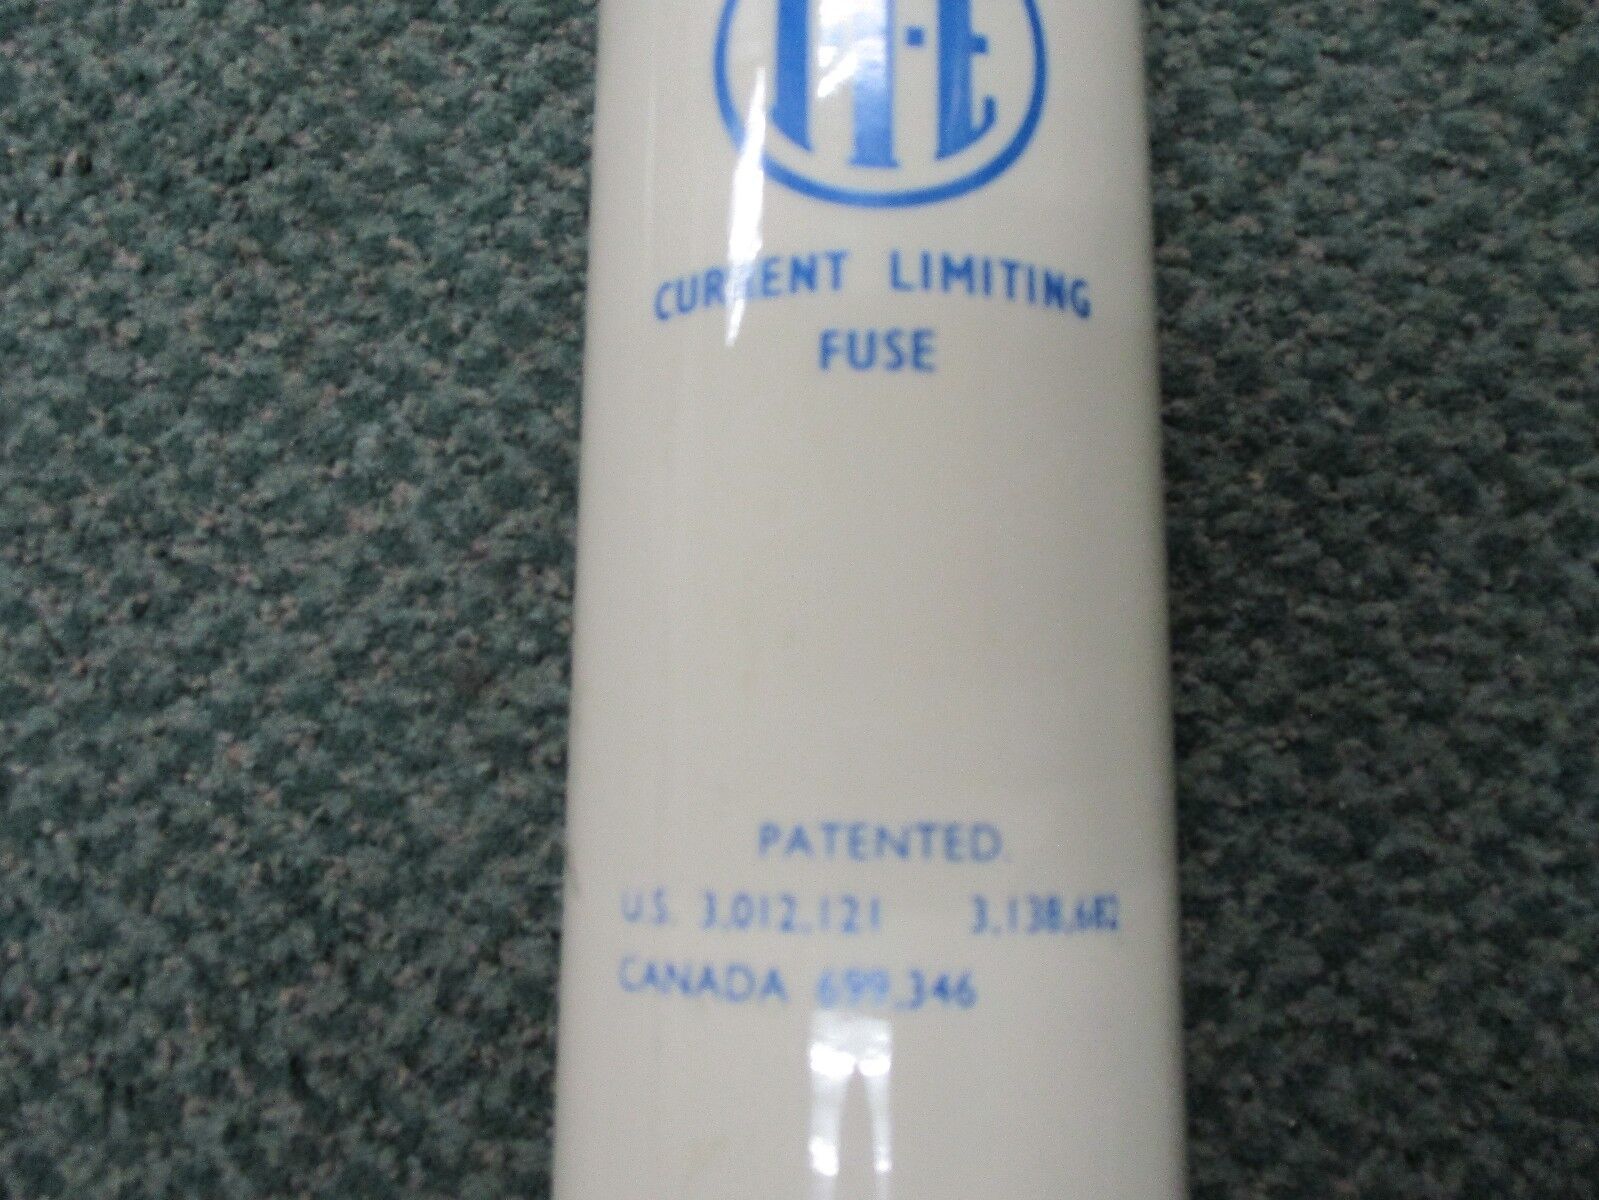 CURRENT LIMITING
FUSE
PATENTED.
U.S. 3,012,121 3,138,682
CANADA 699,346